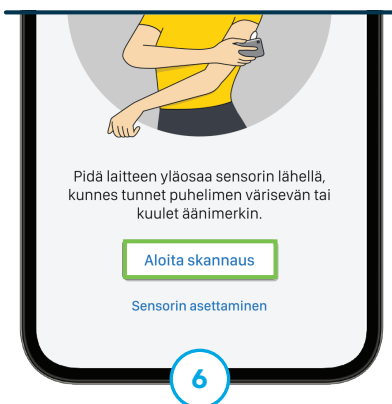 Pidä laitteen yläosaa sensorin lähellä,
kunnes tunnet puhelimen värisevän tai
kuulet äänimerkin.
Aloita skannaus
Sensorin asettaminen
6